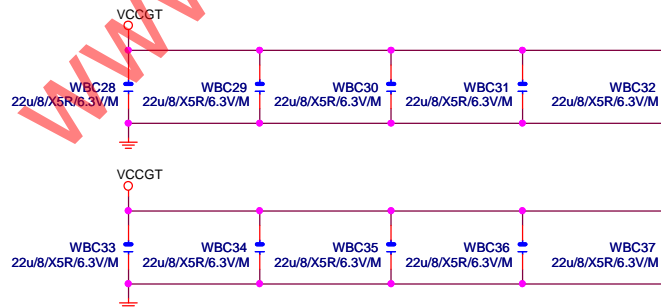 VCCGT
WBC28 WBC29 WBC30 WBC31 WBC32
22u/8/X5R/6.3V/M 22u/8/X5R/6.3V/M 22u/8/X5R/6.3V/M 22u/8/X5R/6.3V/M 22u/8/X5R/6.3V/M
VCCGT
WBC33 WBC34 WBC35 WBC36 WBC37
22u/8/X5R/6.3V/M 22u/8/X5R/6.3V/M 22u/8/X5R/6.3V/M 22u/8/X5R/6.3V/M 22u/8/X5R/6.3V/M